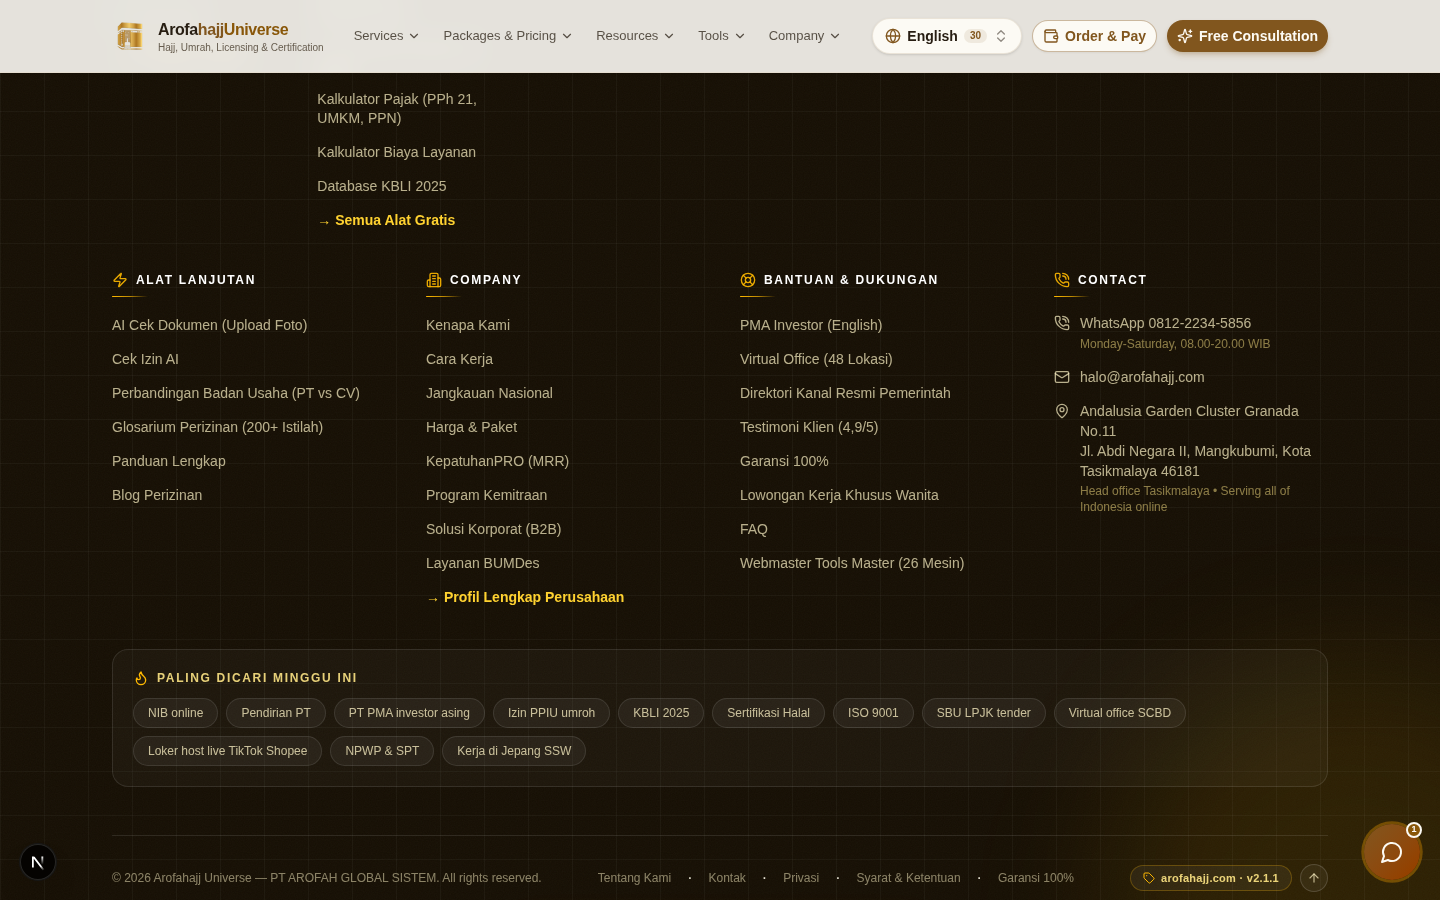 ArofahajjUniverse
Hajj, Umrah, Licensing & Certification
Services
Packages & Pricing
Resources
Tools
Company
English 30
Order & Pay
Free Consultation
Kalkulator Pajak (PPh 21,
UMKM, PPN)
Kalkulator Biaya Layanan
Database KBLI 2025
→ Semua Alat Gratis
ALAT LANJUTAN
AI Cek Dokumen (Upload Foto)
Cek Izin AI
Perbandingan Badan Usaha (PT vs CV)
Glosarium Perizinan (200+ Istilah)
Panduan Lengkap
Blog Perizinan
COMPANY
Kenapa Kami
Cara Kerja
Jangkauan Nasional
Harga & Paket
KepatuhanPRO (MRR)
Program Kemitraan
Solusi Korporat (B2B)
Layanan BUMDes
→ Profil Lengkap Perusahaan
BANTUAN & DUKUNGAN
PMA Investor (English)
Virtual Office (48 Lokasi)
Direktori Kanal Resmi Pemerintah
Testimoni Klien (4,9/5)
Garansi 100%
Lowongan Kerja Khusus Wanita
FAQ
Webmaster Tools Master (26 Mesin)
CONTACT
WhatsApp 0812-2234-5856
Monday-Saturday, 08.00-20.00 WIB
halo@arofahajj.com
Andalusia Garden Cluster Granada
No.11
Jl. Abdi Negara II, Mangkubumi, Kota
Tasikmalaya 46181
Head office Tasikmalaya • Serving all of
Indonesia online
PALING DICARI MINGGU INI
NIB online
Pendirian PT
PT PMA investor asing
Izin PPIU umroh
KBLI 2025
Sertifikasi Halal
ISO 9001
SBU LPJK tender
Virtual office SCBD
Loker host live TikTok Shopee
NPWP & SPT
Kerja di Jepang SSW
© 2026 Arofahajj Universe — PT AROFAH GLOBAL SISTEM. All rights reserved.
Tentang Kami · Kontak · Privasi · Syarat & Ketentuan · Garansi 100%
arofahajj.com · v2.1.1
1
N